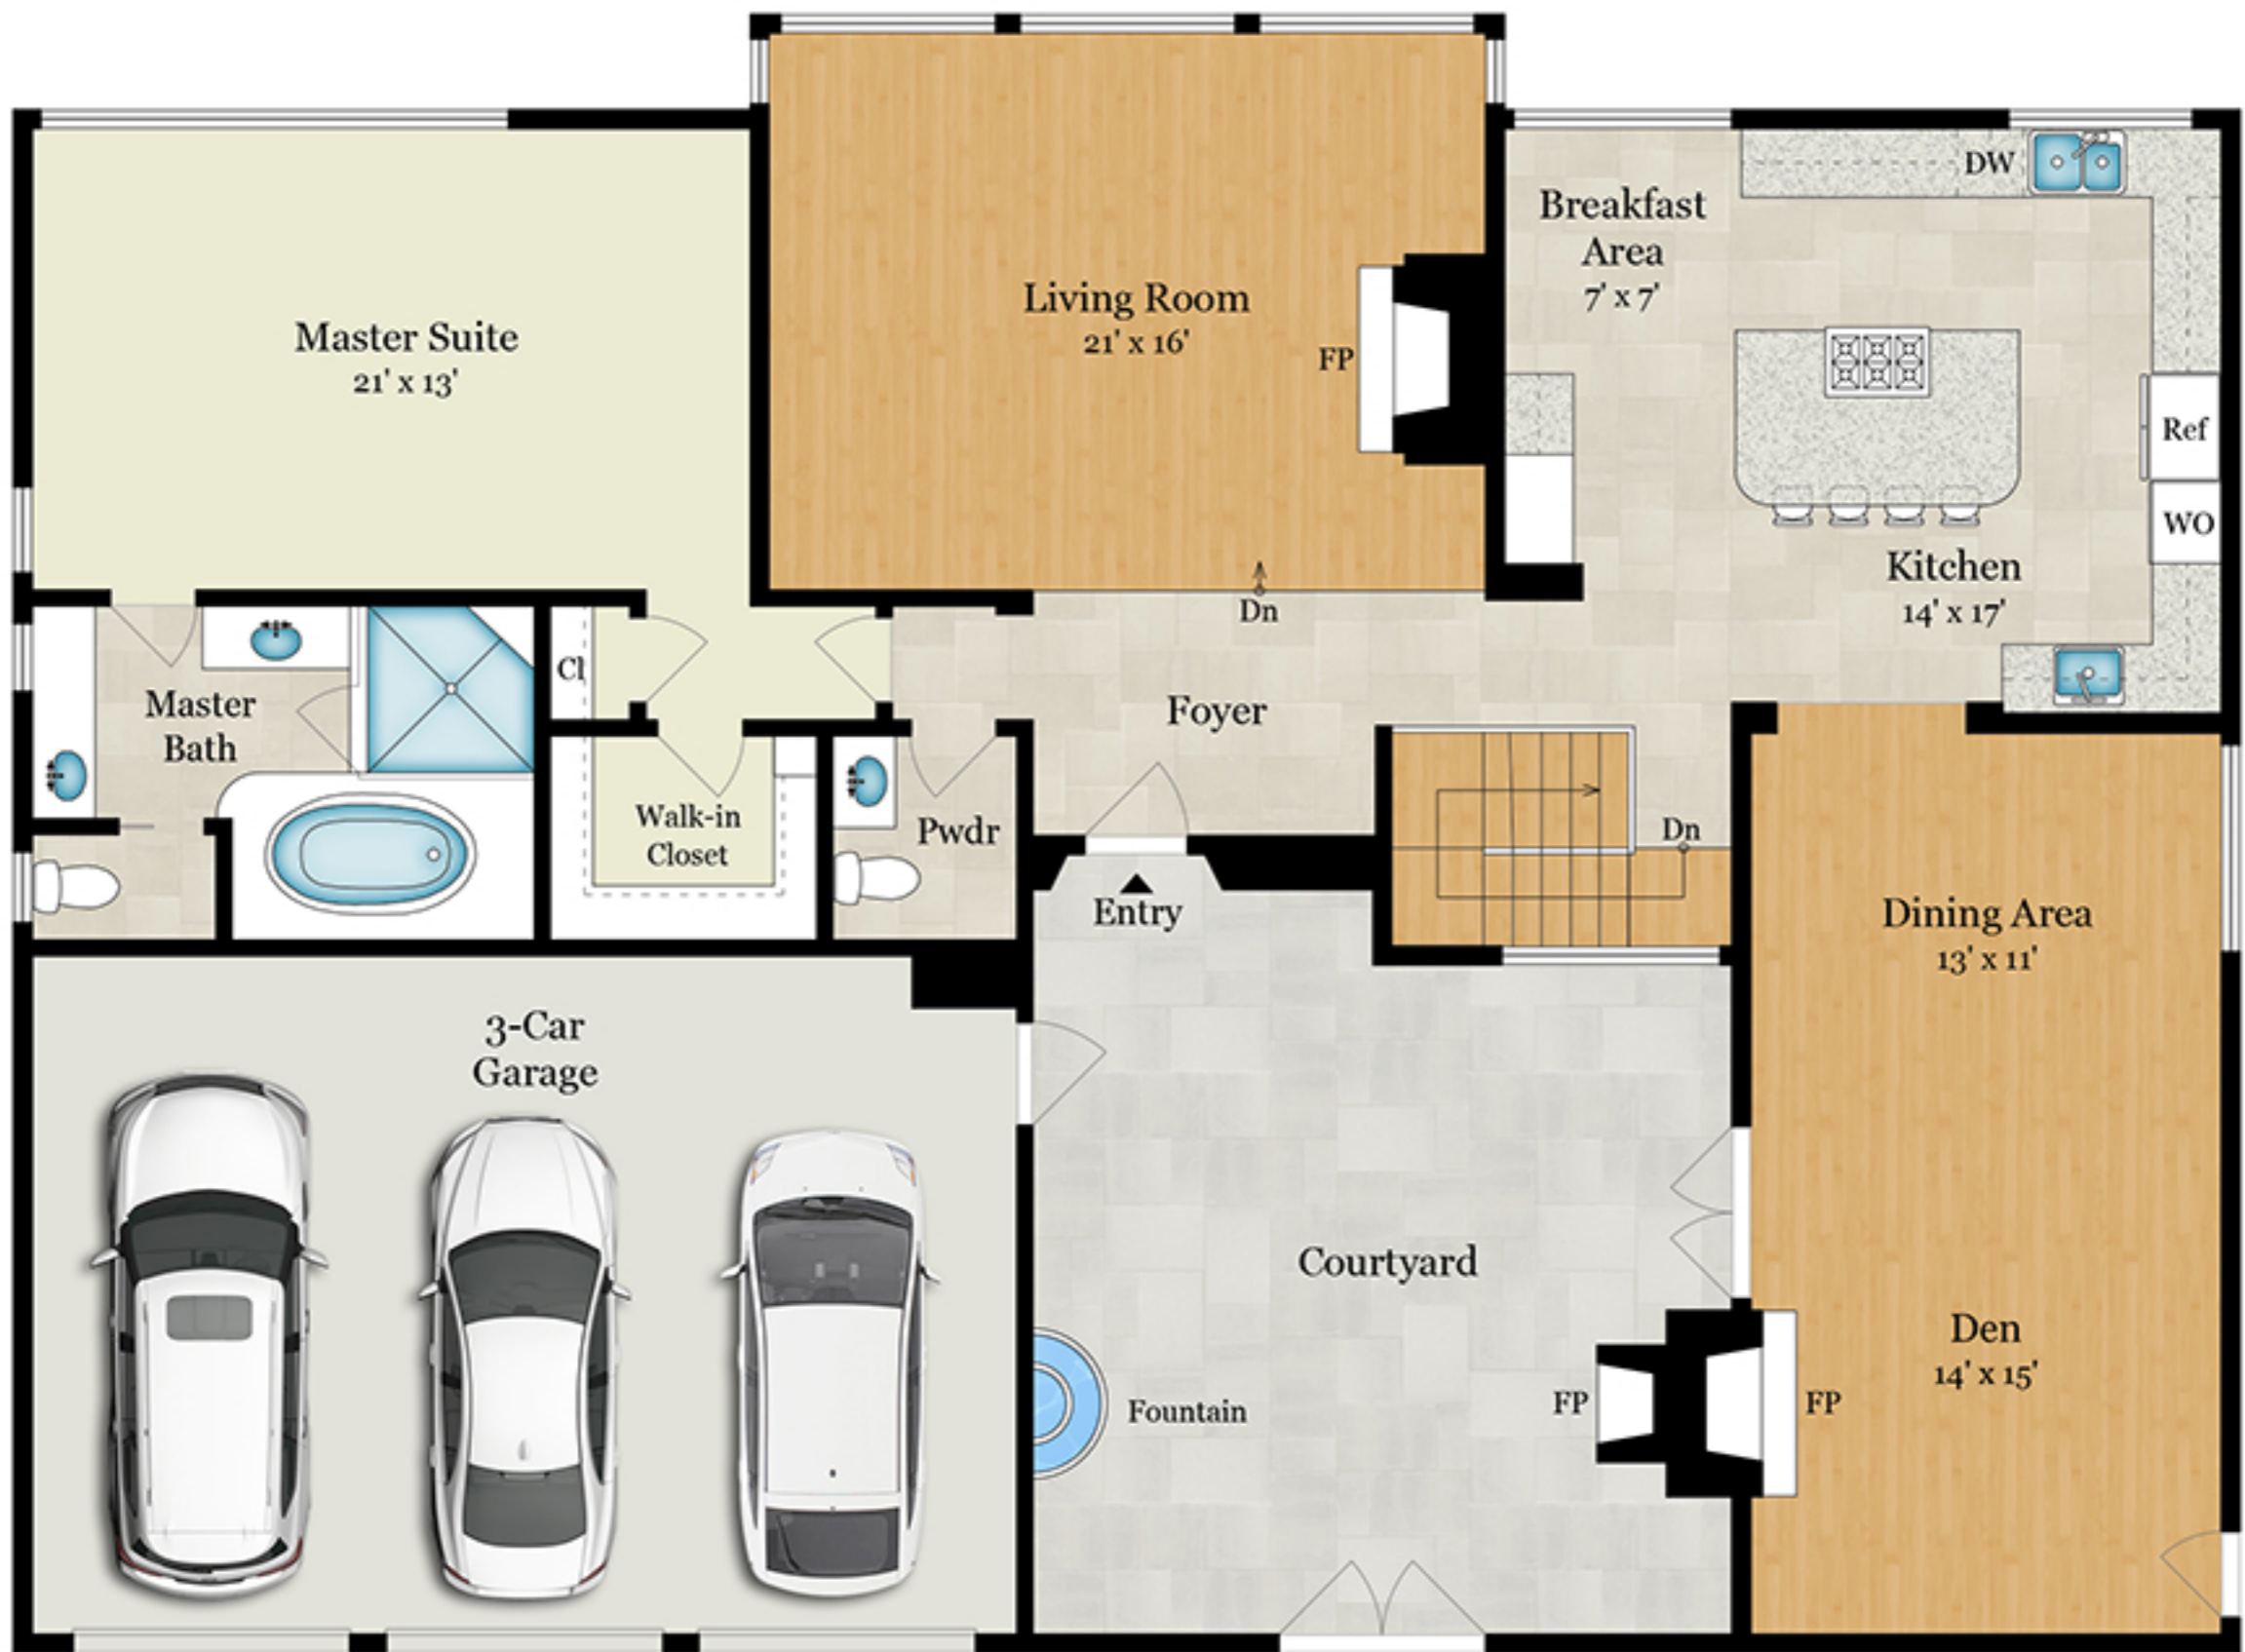 Master Suite
21' x 13'
Living Room
21' x 16'
FP
Breakfast
Area
7' x 7'
DW
Ref
WO
Kitchen
14' x 17'
Dn
Cl
Master
Bath
Foyer
Walk-in
Closet
Pwdr
Dn
Entry
Dining Area
13' x 11'
3-Car
Garage
Courtyard
Den
14' x 15'
Fountain
FP
FP